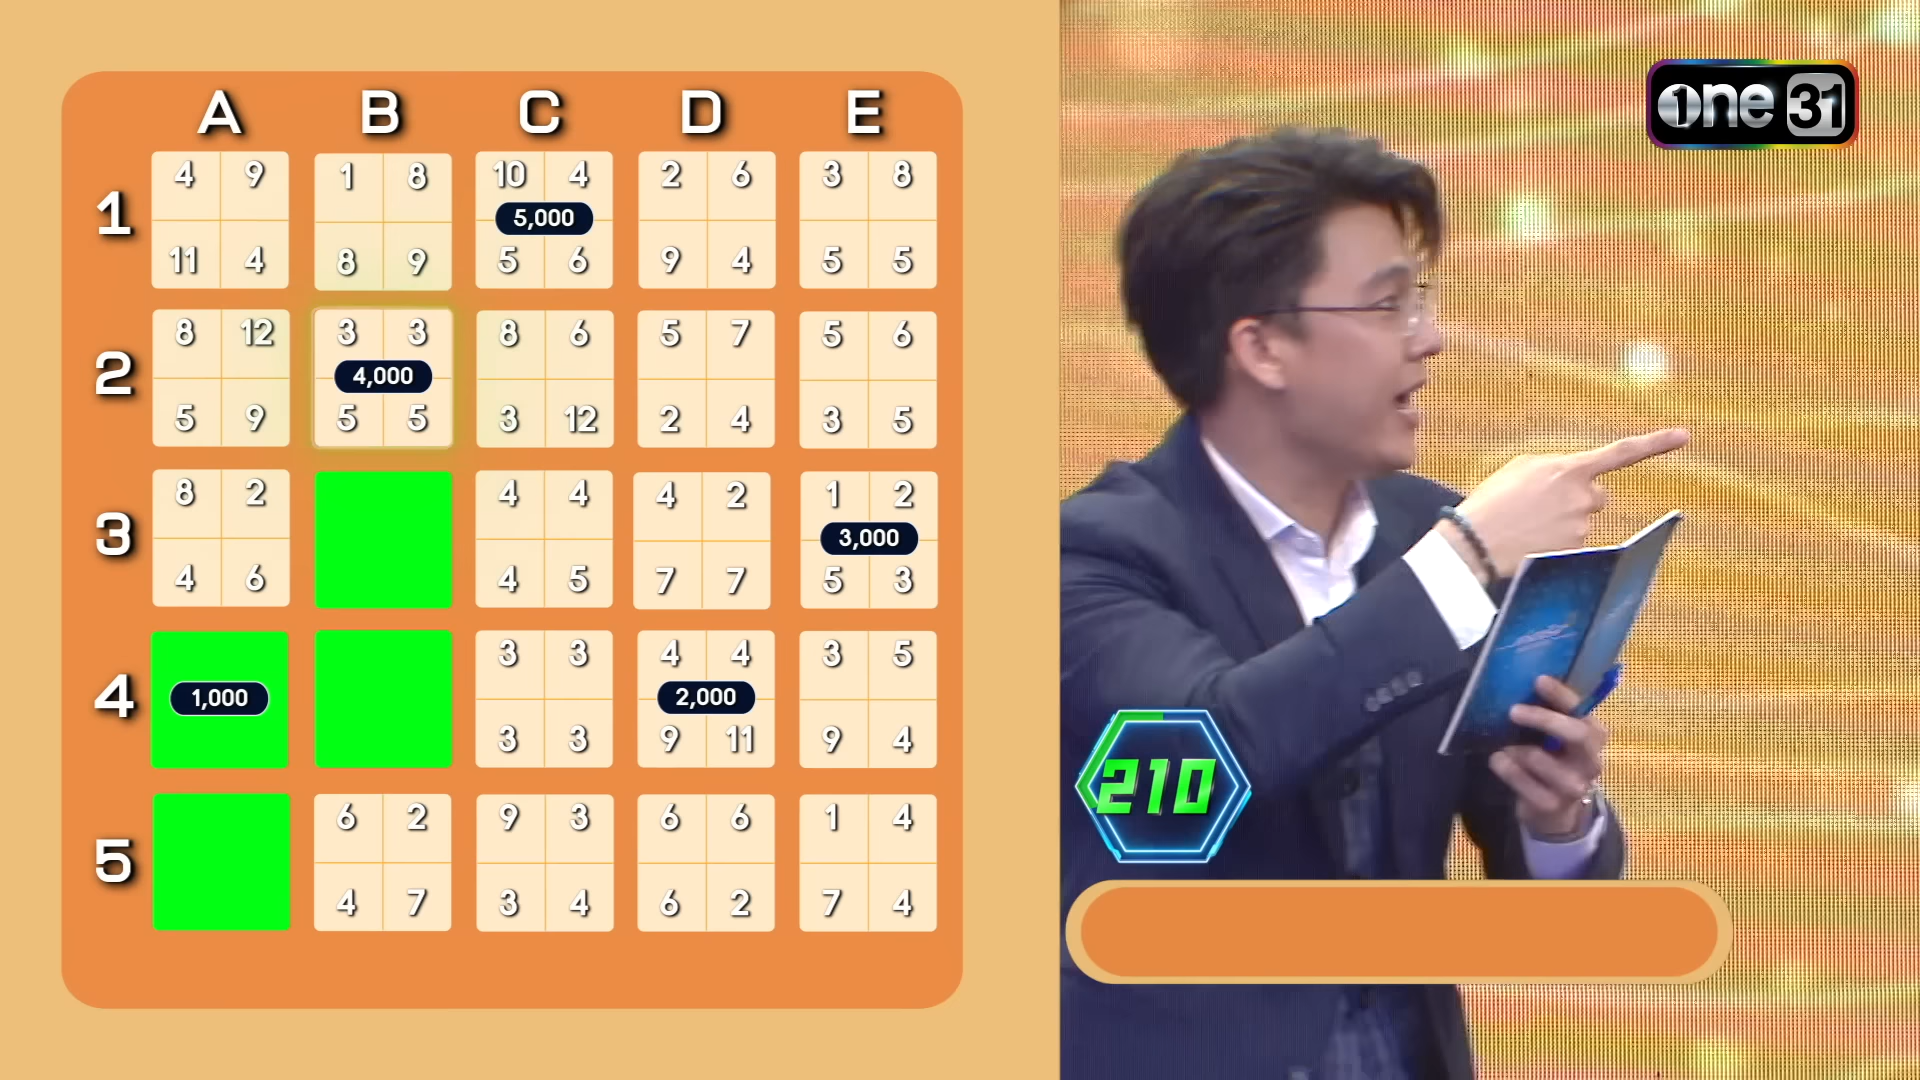 A B C D E
1
4 9 1 8 10 4 2 6 3 8
5,000
11 4 8 9 5 6 9 4 5 5
2
8 12 3 3 8 6 5 7 5 6
4,000
5 9 5 5 3 12 2 4 3 5
3
8 2 4 4 4 2 1 2
3,000
4 6 4 5 7 7 5 3
4
3 3 4 4 3 5
1,000 2,000
3 3 9 11 9 4
5
6 2 9 3 6 6 1 4
4 7 3 4 6 2 7 4
one 31
210